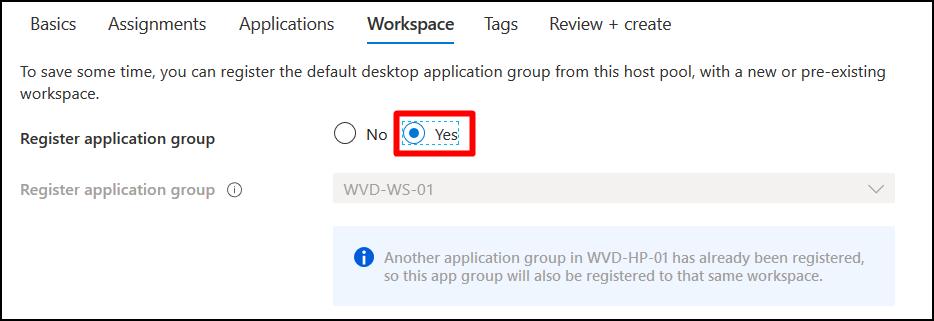 Basics Assignments Applications Workspace Tags Review + create
To save some time, you can register the default desktop application group from this host pool, with a new or pre-existing
workspace.
Register application group No Yes
Register application group WVD-WS-01
Another application group in WVD-HP-01 has already been registered,
so this app group will also be registered to that same workspace.